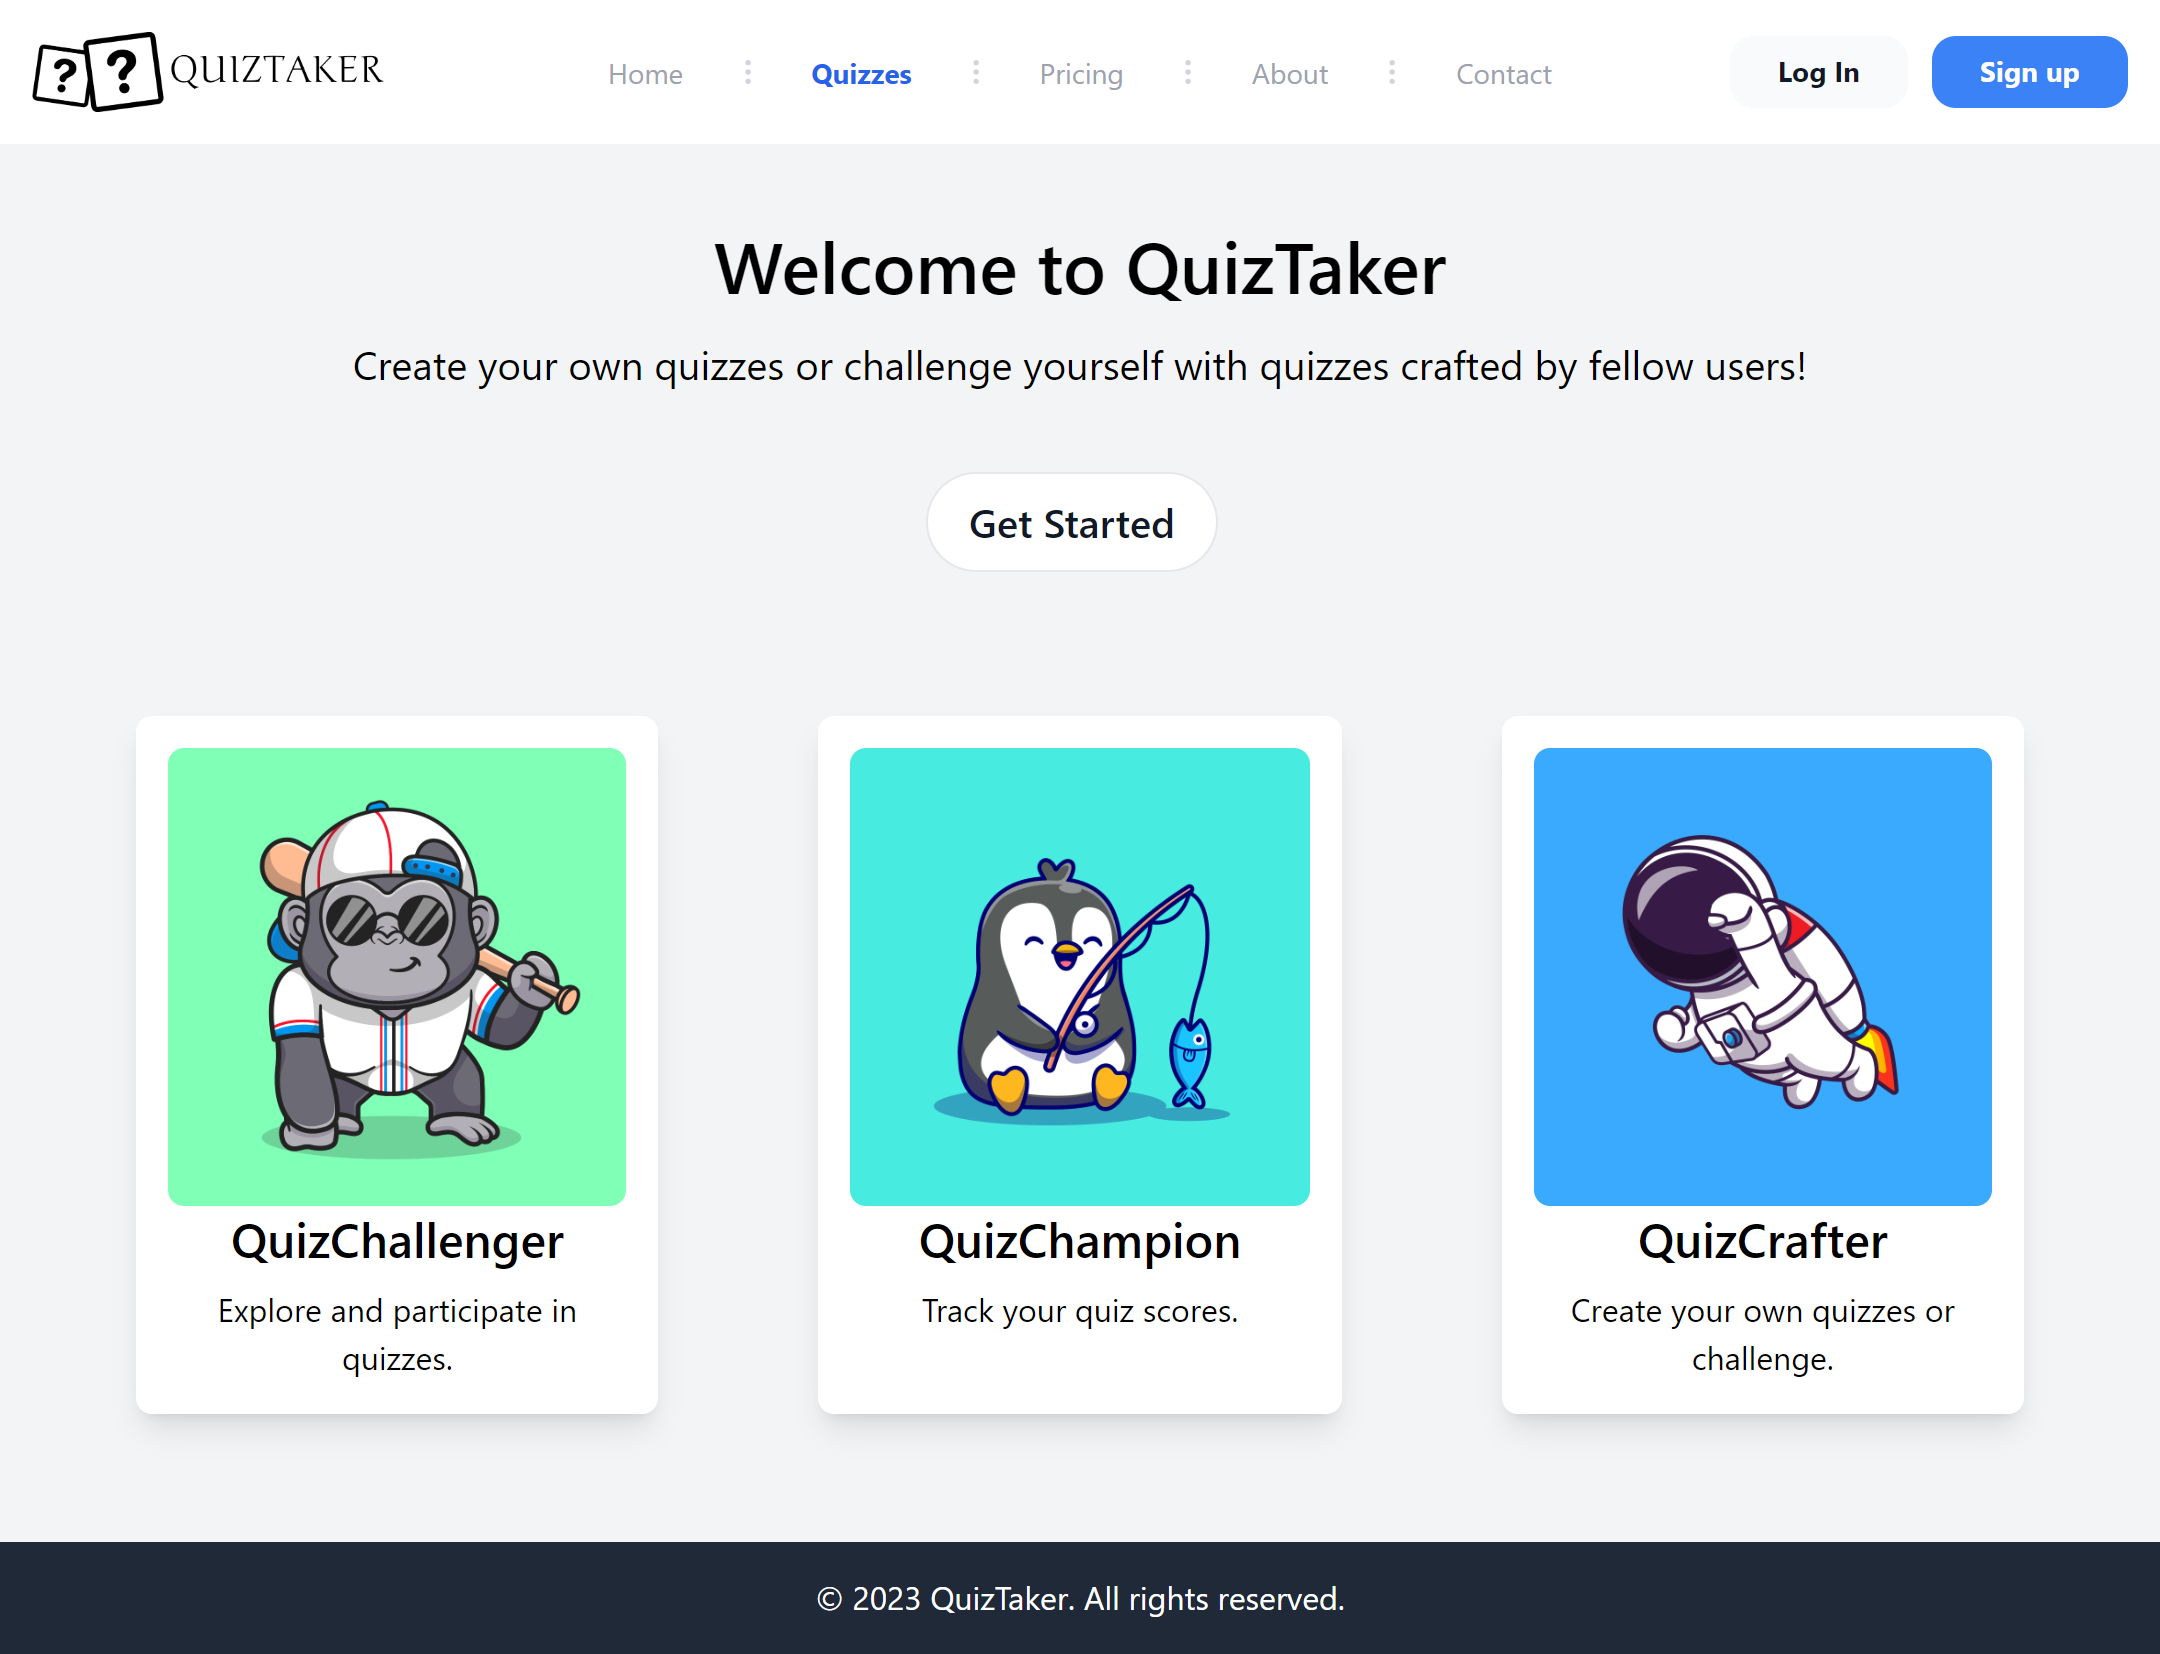 ? ? QUIZTAKER
Home Quizzes Pricing About Contact
Log In Sign up
Welcome to QuizTaker
Create your own quizzes or challenge yourself with quizzes crafted by fellow users!
Get Started
QuizChallenger
Explore and participate in
quizzes.
QuizChampion
Track your quiz scores.
QuizCrafter
Create your own quizzes or
challenge.
© 2023 QuizTaker. All rights reserved.